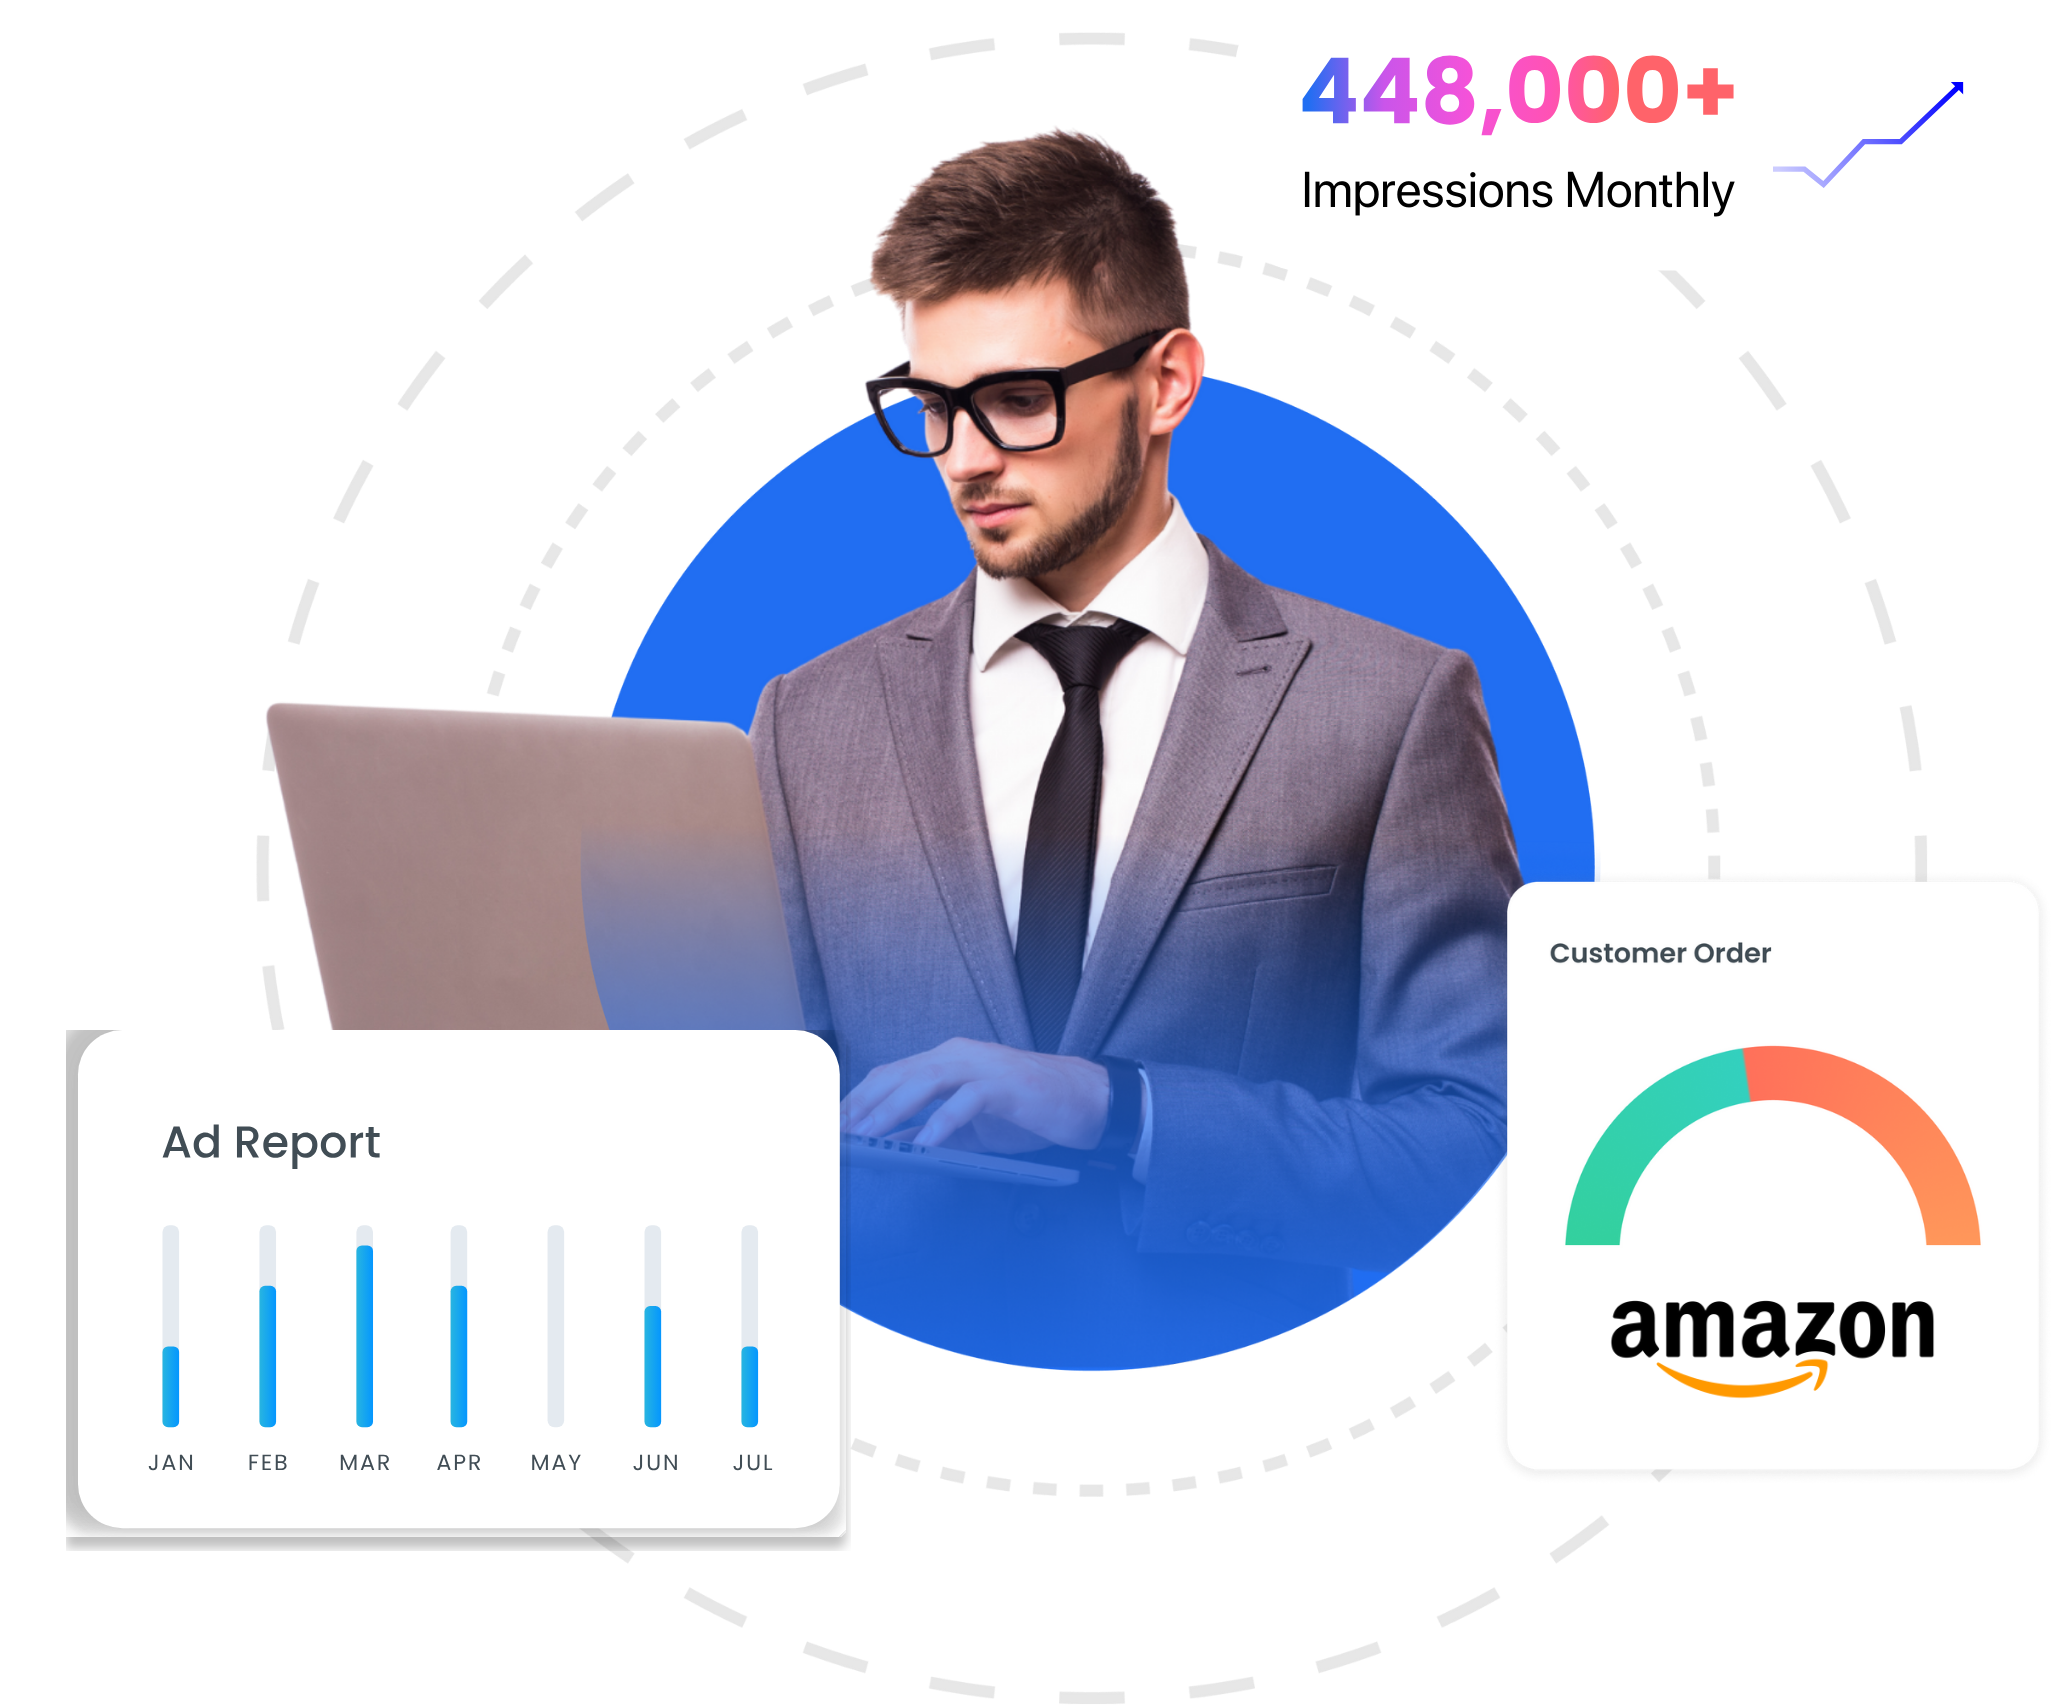 448,000+
Impressions Monthly
Customer Order
amazon
Ad Report
JAN FEB MAR APR MAY JUN JUL